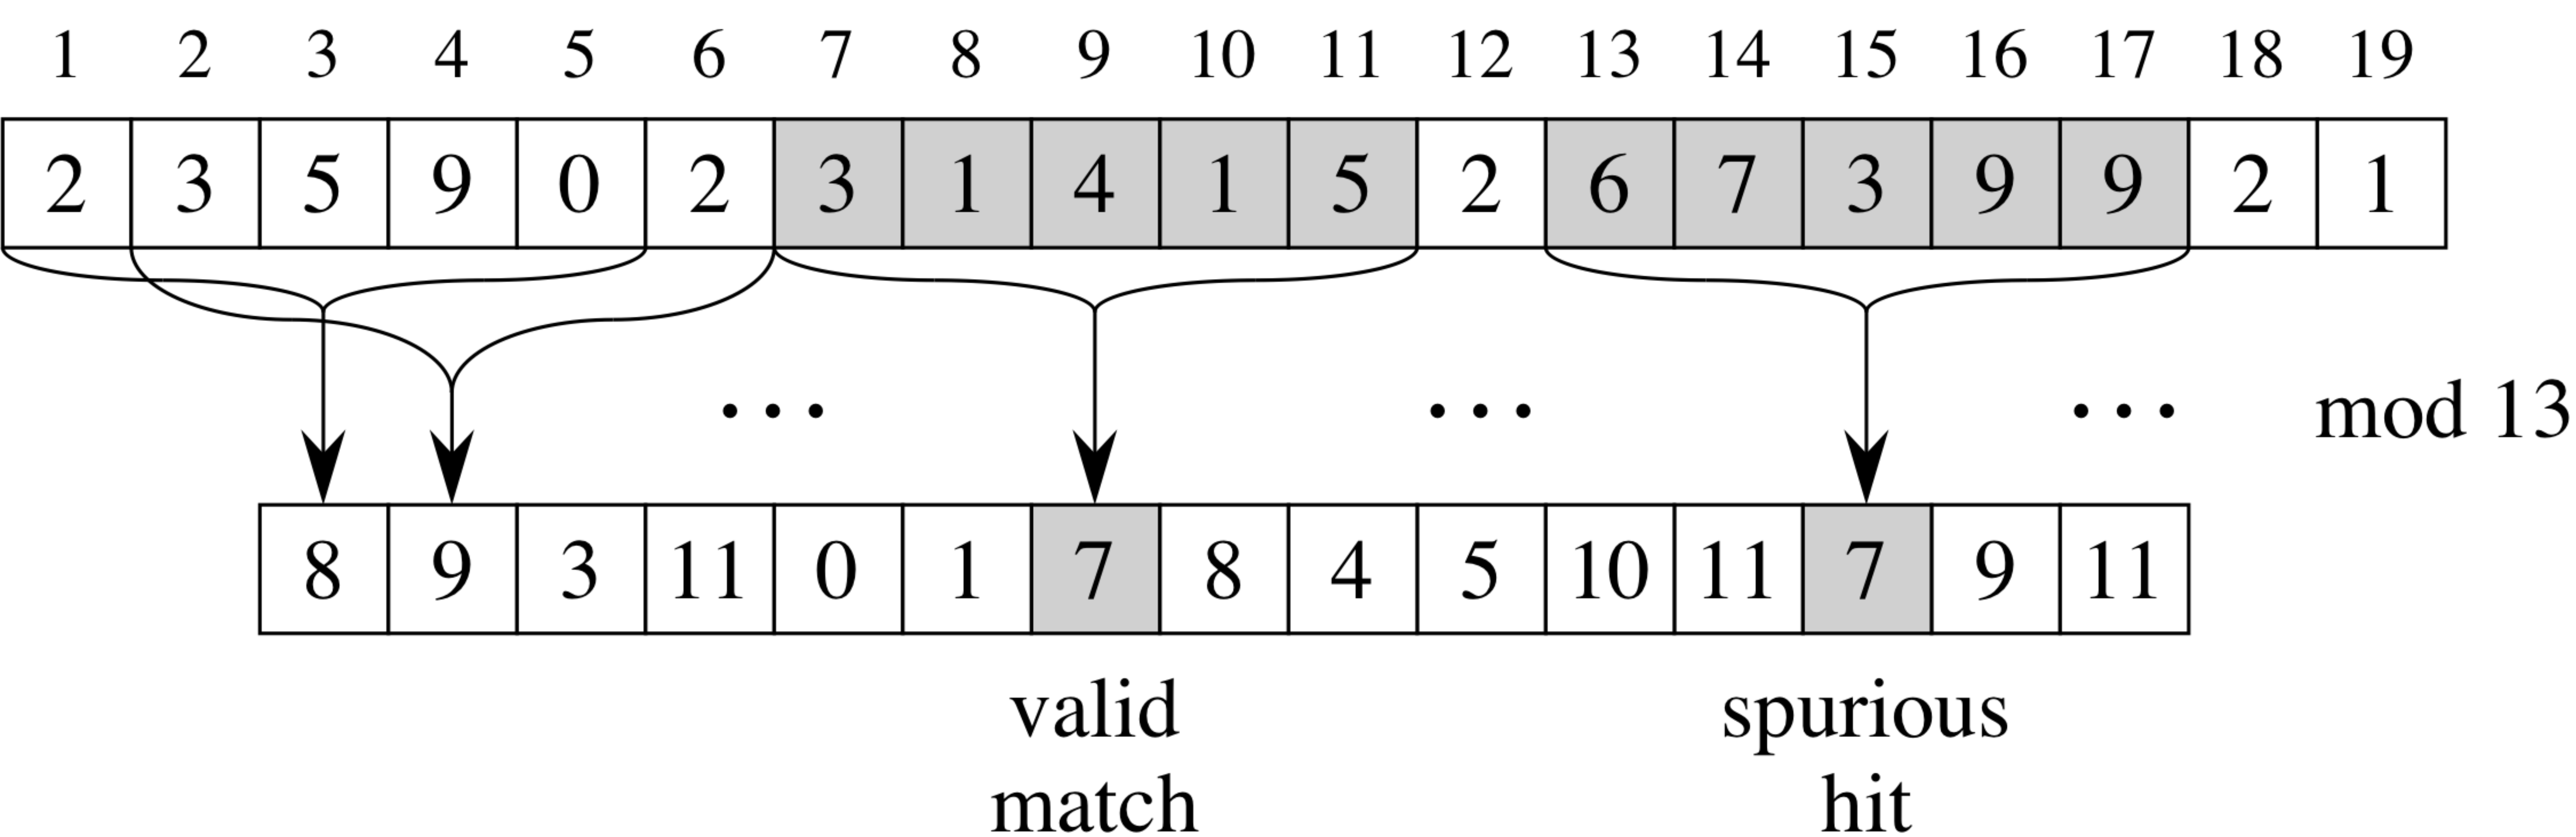 1 2 3 4 5 6 7 8 9 10 11 12 13 14 15 16 17 18 19
2 3 5 9 0 2 3 1 4 1 5 2 6 7 3 9 9 2 1
... ... ... mod 13
8 9 3 11 0 1 7 8 4 5 10 11 7 9 11
valid spurious
match hit